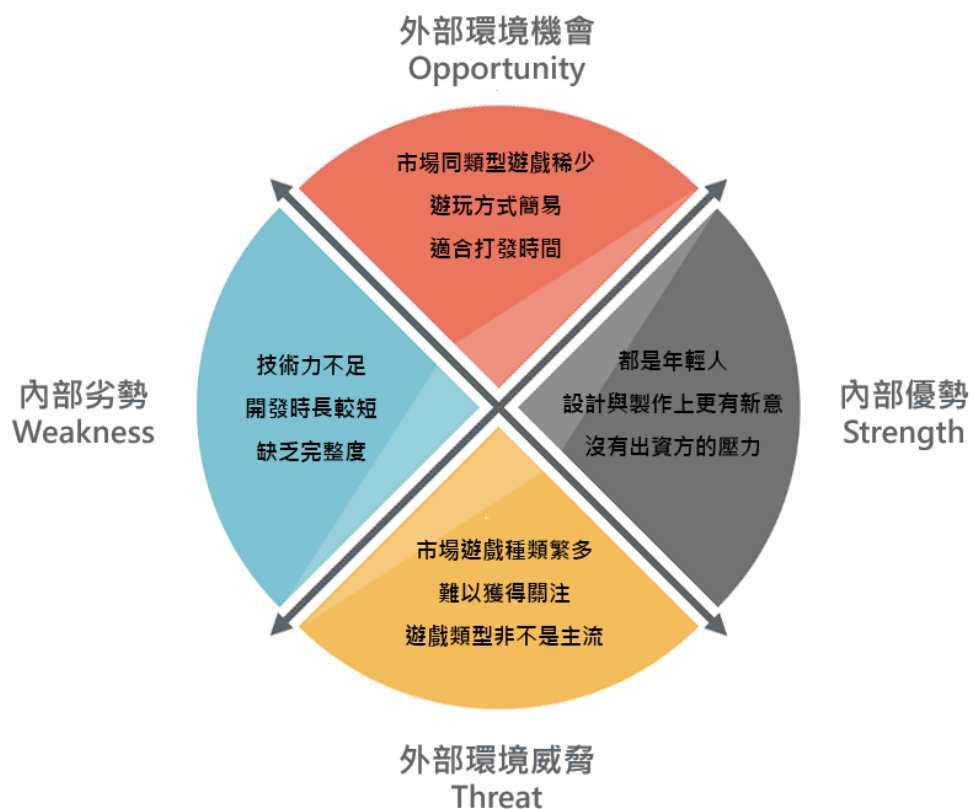 外部環境機會
Opportunity
市場同類型遊戲稀少
遊玩方式簡易
適合打發時間
內部劣勢
Weakness
技術力不足
開發時長較短
缺乏完整度
都是年輕人
設計與製作上更有新意
沒有出資方的壓力
內部優勢
Strength
市場遊戲種類繁多
難以獲得關注
遊戲類型非不是主流
外部環境威脅
Threat